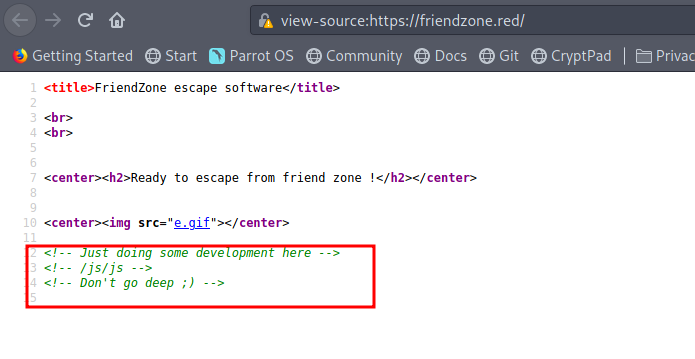 view-source:https://friendzone.red/
Getting Started Start Parrot OS Community Docs Git CryptPad Privac
1 <title>FriendZone escape software</title>
2
3 <br>
4 <br>
5
6
7 <center><h2>Ready to escape from friend zone !</h2></center>
8
9
10 <center><img src="e.gif"></center>
11
12 <!-- Just doing some development here -->
13 <!-- /js/js -->
14 <!-- Don't go deep ;) -->
15